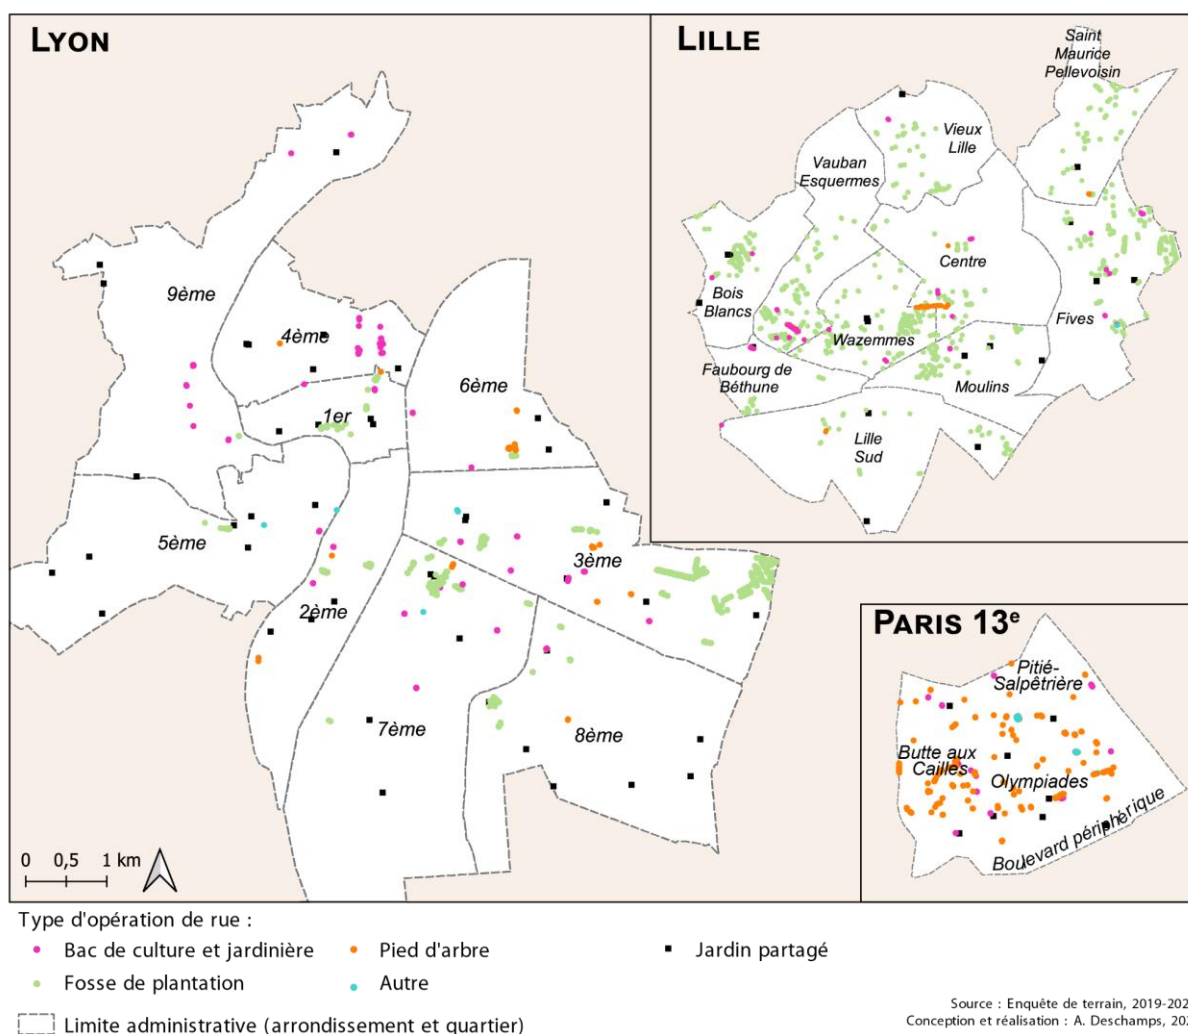 LYON
9ème
4ème
1er
6ème
5ème
2ème
3ème
7ème
8ème
0 0,5 1 km
LILLE
Saint
Maurice
Pellevoisin
Vieux
Lille
Vauban
Esquermes
Centre
Bois
Blancs
Wazemmes
Fives
Faubourg de
Béthune
Moulins
Lille
Sud
PARIS 13e
Pitié-
Salpêtrière
Butte aux
Cailles
Olympiades
Boulevard périphérique
Type d'opération de rue :
Bac de culture et jardinière
Pied d'arbre
Jardin partagé
Fosse de plantation
Autre
Limite administrative (arrondissement et quartier)
Source : Enquête de terrain, 2019-202
Conception et réalisation : A. Deschamps, 202